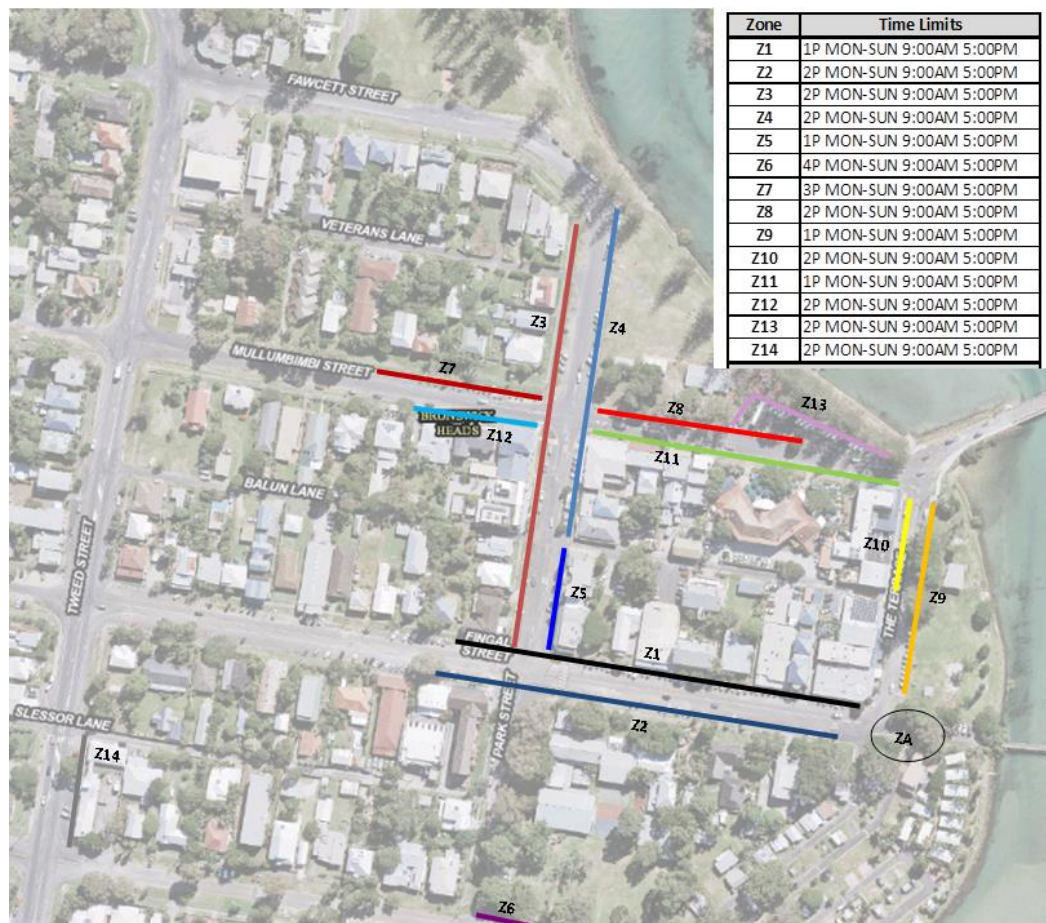 Zone Time Limits
Z1 1P MON-SUN 9:00AM 5:00PM
Z2 2P MON-SUN 9:00AM 5:00PM
Z3 2P MON-SUN 9:00AM 5:00PM
Z4 2P MON-SUN 9:00AM 5:00PM
Z5 1P MON-SUN 9:00AM 5:00PM
Z6 4P MON-SUN 9:00AM 5:00PM
Z7 3P MON-SUN 9:00AM 5:00PM
Z8 2P MON-SUN 9:00AM 5:00PM
Z9 1P MON-SUN 9:00AM 5:00PM
Z10 2P MON-SUN 9:00AM 5:00PM
Z11 1P MON-SUN 9:00AM 5:00PM
Z12 2P MON-SUN 9:00AM 5:00PM
Z13 2P MON-SUN 9:00AM 5:00PM
Z14 2P MON-SUN 9:00AM 5:00PM
FAWCETT STREET
VETERANS LANE
Z3
Z4
MULLUMBIMBI STREET
Z7
Z8
Z13
BRUNSWICK
HEADS
Z12
Z11
BALUN LANE
Z10
TWEED STREET
Z5
THE
Z9
FINGAL
STREET
Z1
SLESSOR LANE
PARK STREET
Z2
ZA
Z14
Z6